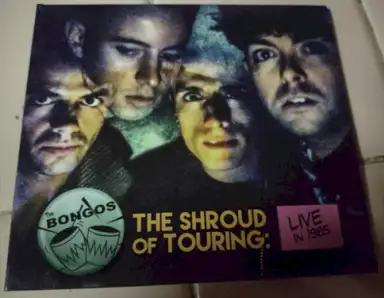 The
BONGOS
THE SHROUD
OF TOURING:
LIVE
IN 1985